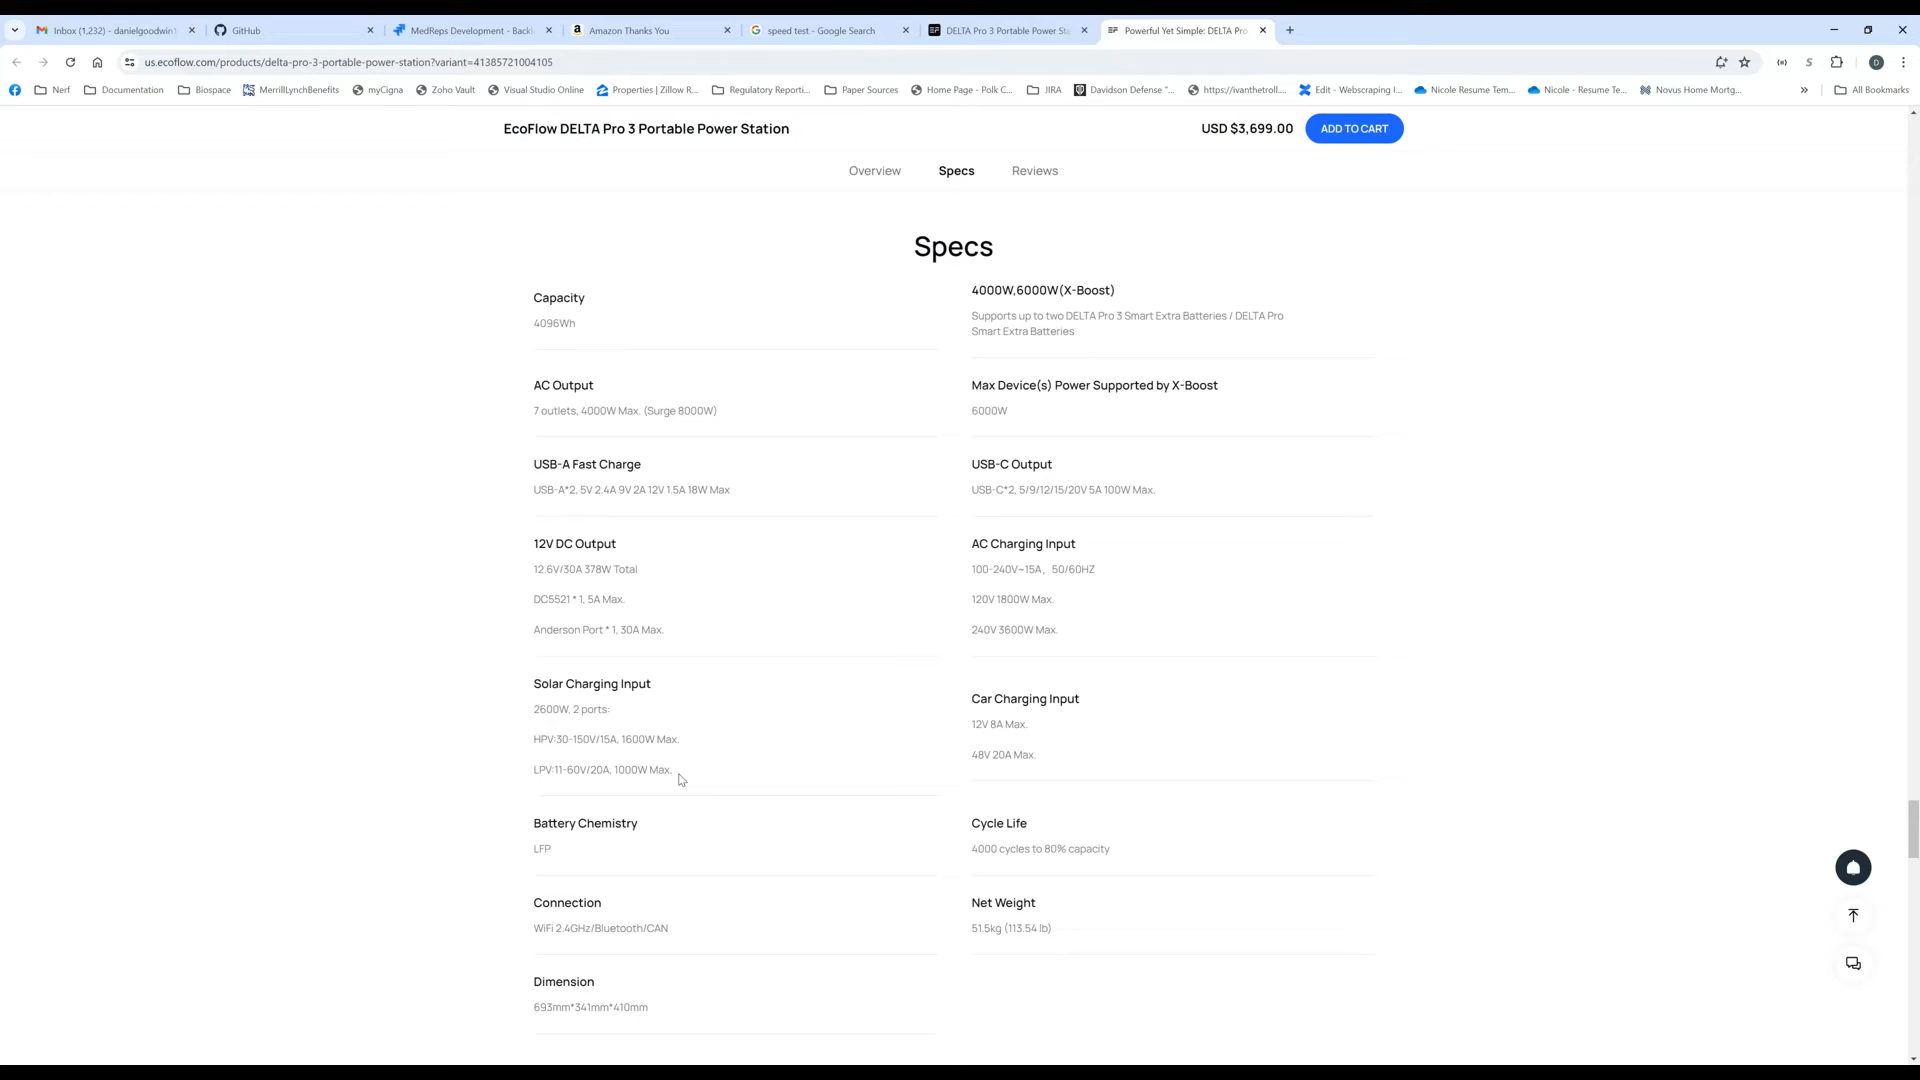 Inbox (1,232) - danielgoodwin1
GitHub
MedReps Development - Backl
Amazon Thanks You
speed test - Google Search
DELTA Pro 3 Portable Power Sta
Powerful Yet Simple: DELTA Pro
us.ecoflow.com/products/delta-pro-3-portable-power-station?variant=41385721004105
Nerf
Documentation
Biospace
MerrillLynchBenefits
myCigna
Zoho Vault
Visual Studio Online
Properties | Zillow R...
Regulatory Reporti...
Paper Sources
Home Page - Polk C...
JIRA
Davidson Defense "...
https://ivanthetroll....
Edit - Webscraping I...
Nicole Resume Tem...
Nicole - Resume Te...
Novus Home Mortg...
All Bookmarks
EcoFlow DELTA Pro 3 Portable Power Station
USD $3,699.00
ADD TO CART
Overview
Specs
Reviews
Specs
Capacity
4096Wh
4000W,6000W(X-Boost)
Supports up to two DELTA Pro 3 Smart Extra Batteries / DELTA Pro
Smart Extra Batteries
AC Output
7 outlets, 4000W Max. (Surge 8000W)
Max Device(s) Power Supported by X-Boost
6000W
USB-A Fast Charge
USB-A*2, 5V 2.4A 9V 2A 12V 1.5A 18W Max
USB-C Output
USB-C*2, 5/9/12/15/20V 5A 100W Max.
12V DC Output
12.6V/30A 378W Total
DC5521 * 1, 5A Max.
Anderson Port * 1, 30A Max.
AC Charging Input
100-240V~15A，50/60HZ
120V 1800W Max.
240V 3600W Max.
Solar Charging Input
2600W, 2 ports:
HPV:30-150V/15A, 1600W Max.
LPV:11-60V/20A, 1000W Max.
Car Charging Input
12V 8A Max.
48V 20A Max.
Battery Chemistry
LFP
Cycle Life
4000 cycles to 80% capacity
Connection
WiFi 2.4GHz/Bluetooth/CAN
Net Weight
51.5kg (113.54 lb)
Dimension
693mm*341mm*410mm